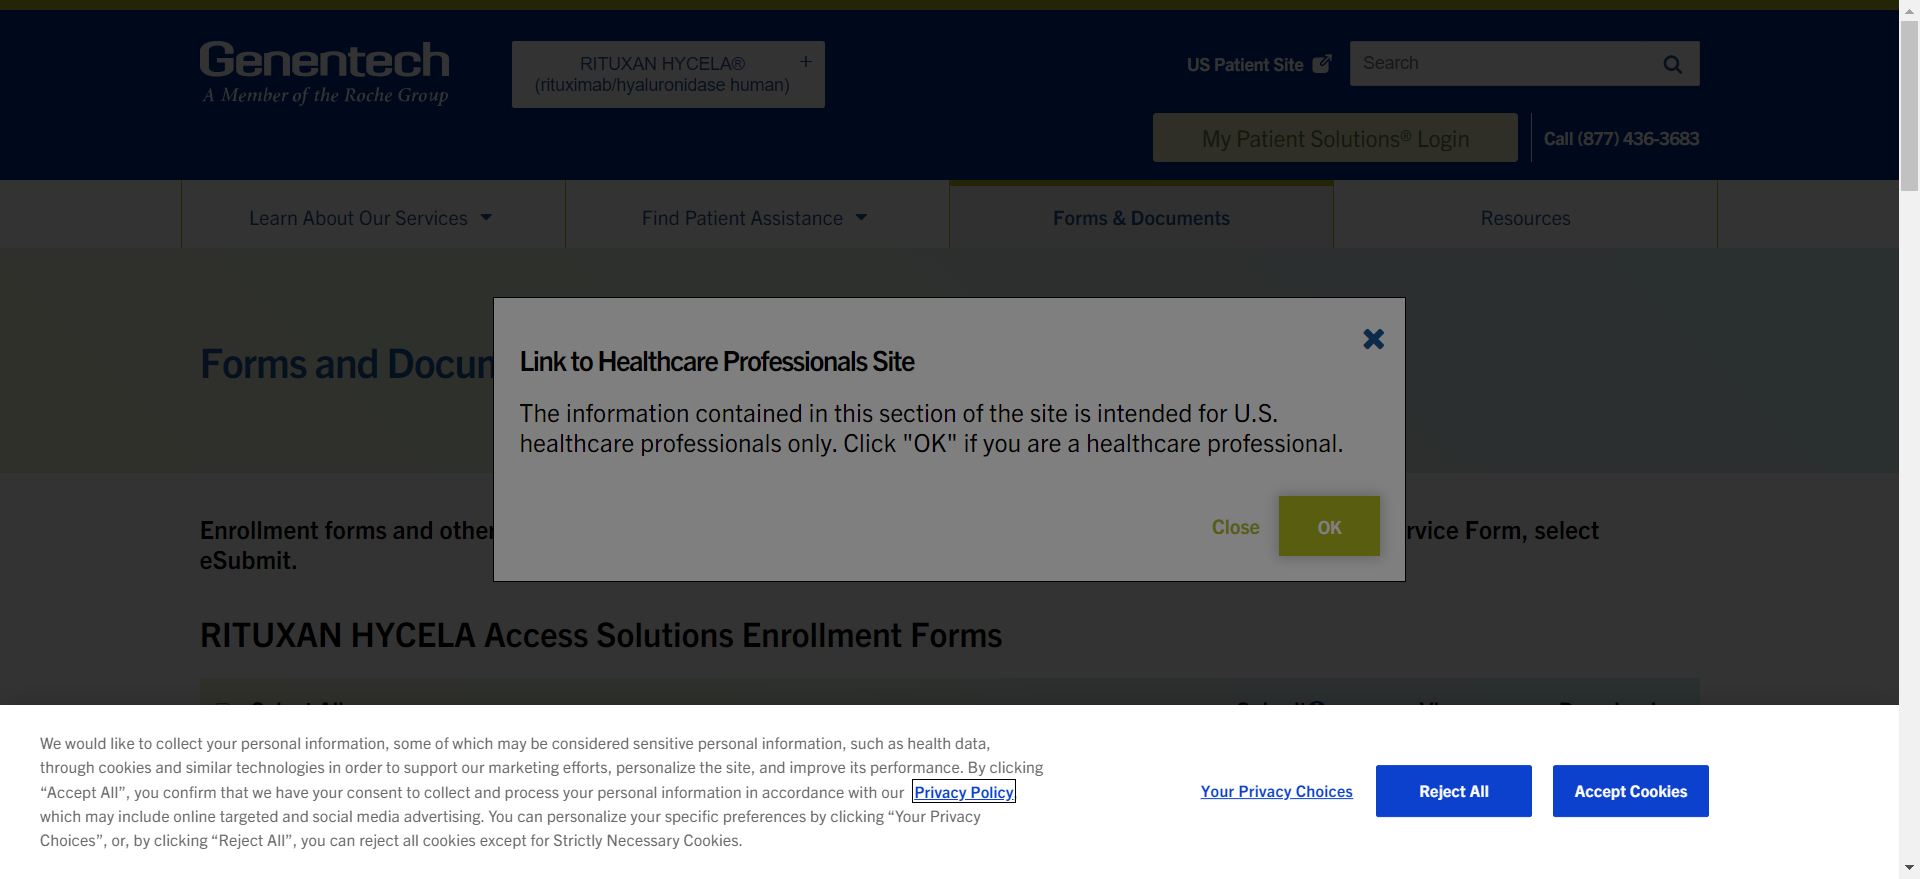 Genentech
A Member of the Roche Group
RITUXAN HYCELA®
(rituximab/hyaluronidase human)
+
US Patient Site
Search
My Patient Solutions® Login
Call (877) 436-3683
Learn About Our Services
Find Patient Assistance
Forms & Documents
Resources
Forms and Docum
Link to Healthcare Professionals Site
The information contained in this section of the site is intended for U.S.
healthcare professionals only. Click "OK" if you are a healthcare professional.
Close
OK
Enrollment forms and other
rvice Form, select
eSubmit.
RITUXAN HYCELA Access Solutions Enrollment Forms
We would like to collect your personal information, some of which may be considered sensitive personal information, such as health data,
through cookies and similar technologies in order to support our marketing efforts, personalize the site, and improve its performance. By clicking
“Accept All”, you confirm that we have your consent to collect and process your personal information in accordance with our Privacy Policy
which may include online targeted and social media advertising. You can personalize your specific preferences by clicking “Your Privacy
Choices”, or, by clicking “Reject All”, you can reject all cookies except for Strictly Necessary Cookies.
Your Privacy Choices
Reject All
Accept Cookies